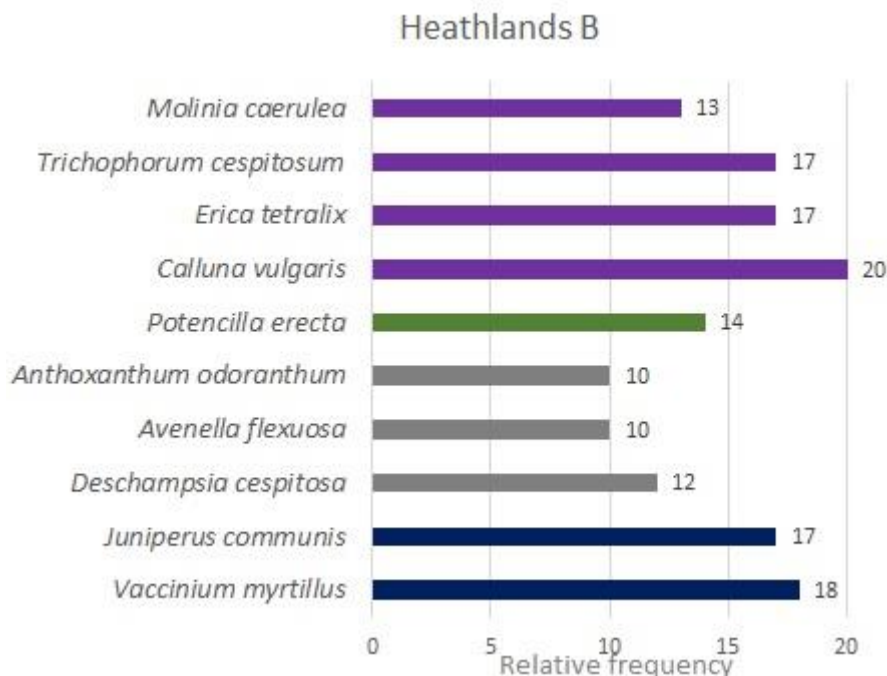 Heathlands B
Molinia caerulea 13
Trichophorum cespitosum 17
Erica tetralix 17
Calluna vulgaris 20
Potencilla erecta 14
Anthoxanthum odoranthum 10
Avenella flexuosa 10
Deschampsia cespitosa 12
Juniperus communis 17
Vaccinium myrtillus 18
0 5 10 15 20
Relative frequency